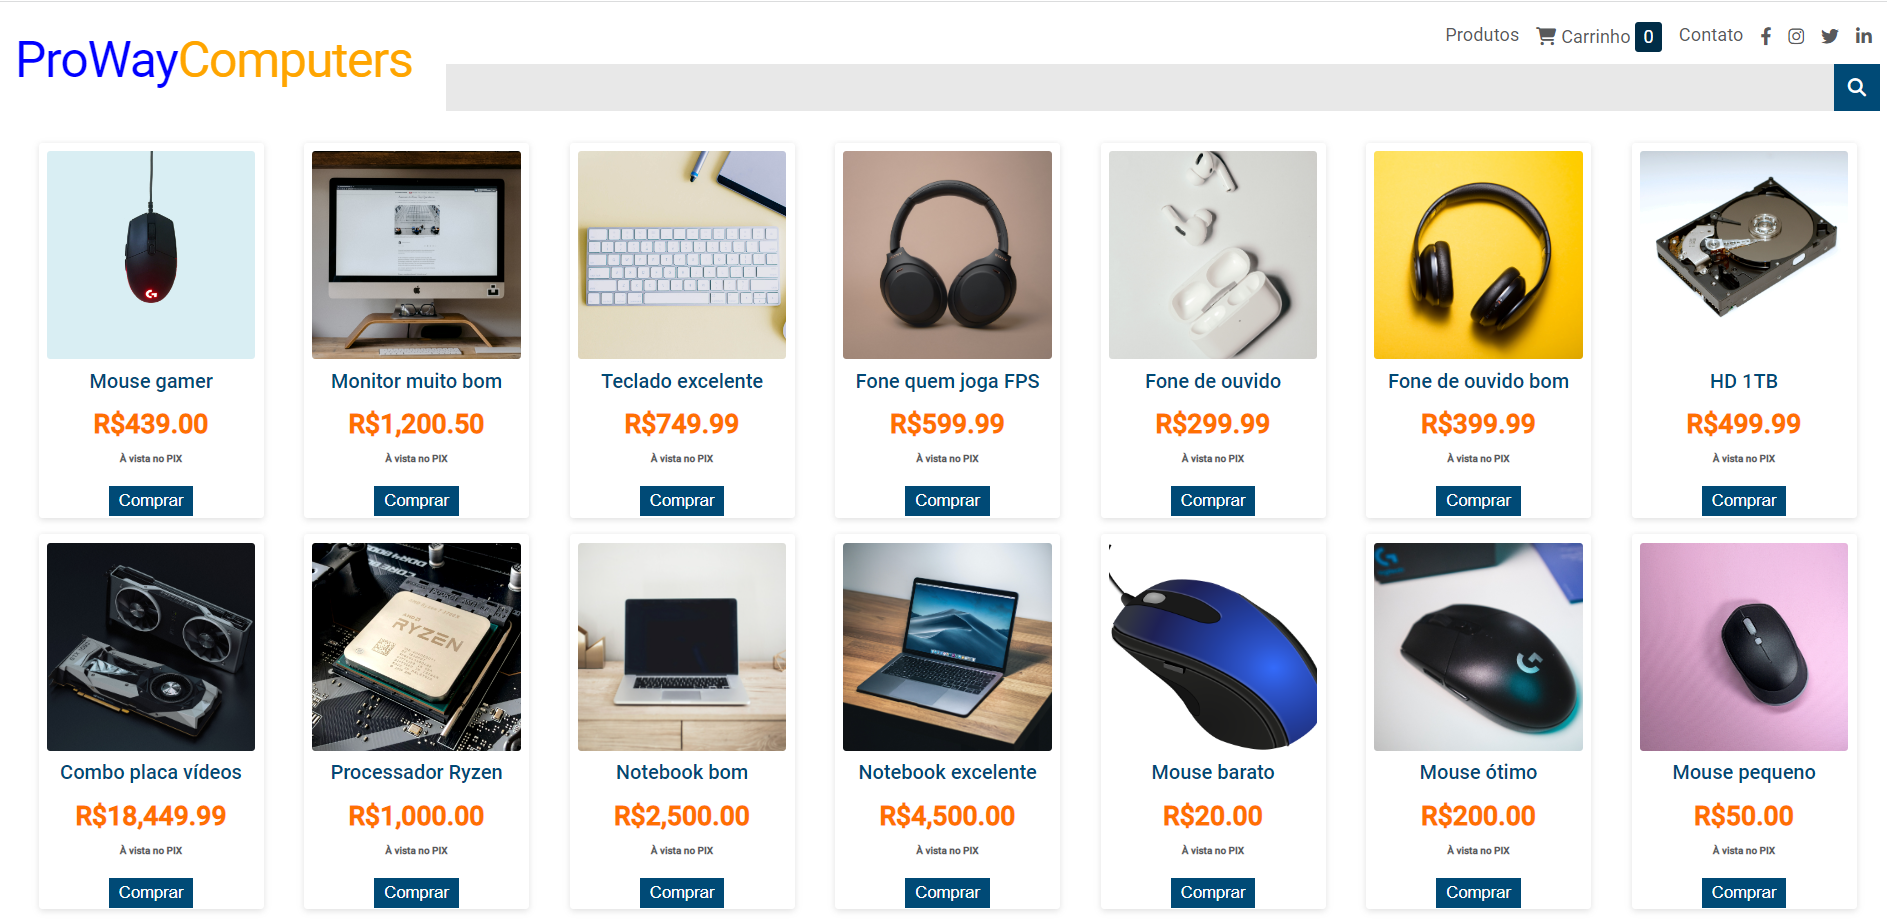 Produtos Carrinho 0 Contato
ProWayComputers
Mouse gamer
R$439.00
À vista no PIX
Comprar
Monitor muito bom
R$1,200.50
À vista no PIX
Comprar
Teclado excelente
R$749.99
À vista no PIX
Comprar
Fone quem joga FPS
R$599.99
À vista no PIX
Comprar
Fone de ouvido
R$299.99
À vista no PIX
Comprar
Fone de ouvido bom
R$399.99
À vista no PIX
Comprar
HD 1TB
R$499.99
À vista no PIX
Comprar
Combo placa vídeos
R$18,449.99
À vista no PIX
Comprar
RYZEN
Processador Ryzen
R$1,000.00
À vista no PIX
Comprar
Notebook bom
R$2,500.00
À vista no PIX
Comprar
Notebook excelente
R$4,500.00
À vista no PIX
Comprar
Mouse barato
R$20.00
À vista no PIX
Comprar
Mouse ótimo
R$200.00
À vista no PIX
Comprar
Mouse pequeno
R$50.00
À vista no PIX
Comprar